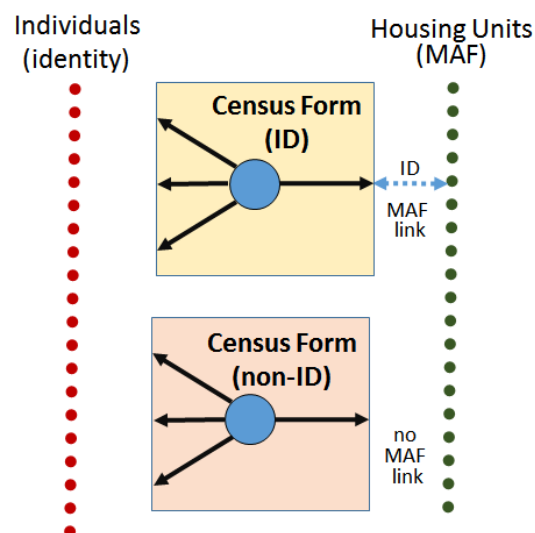 Individuals
(identity)
Housing Units
(MAF)
Census Form
(ID)
ID
MAF
link
Census Form
(non-ID)
no
MAF
link